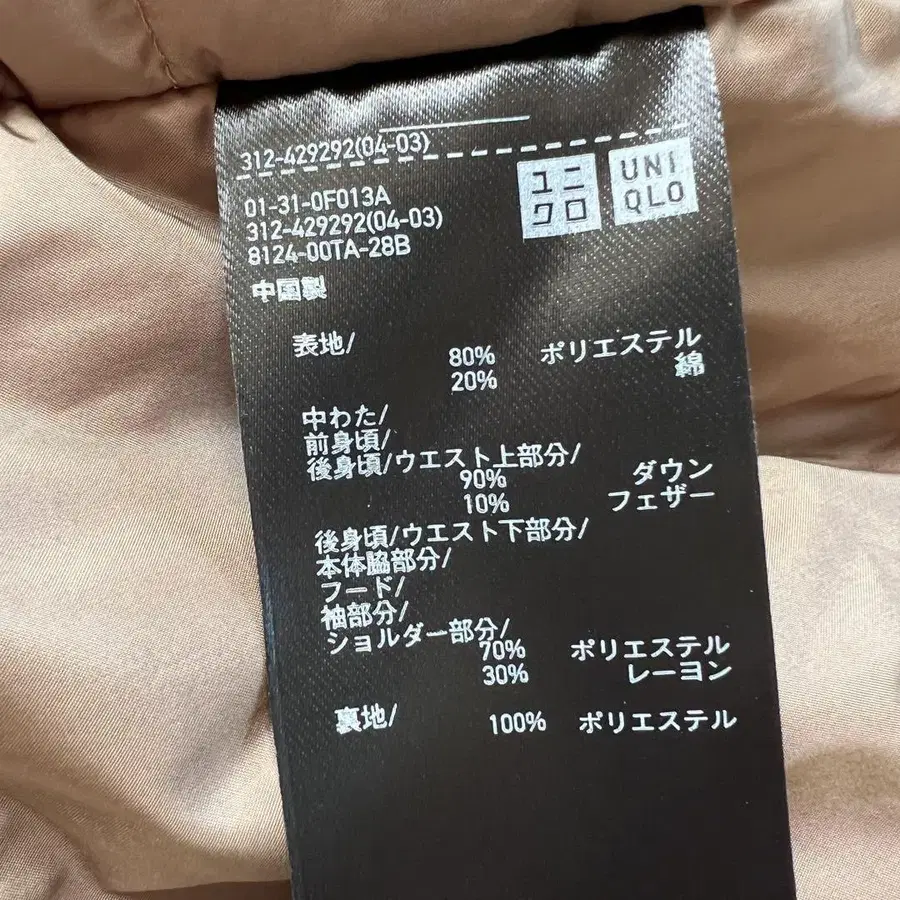 312-429292(04-03)
ユニクロ
UNIQLO
01-31-0F013A
312-429292(04-03)
8124-00TA-28B
中国製
表地/
80% ポリエステル
20% 綿
中わた/
前身頃/
後身頃/ウエスト上部分/
90% ダウン
10% フェザー
後身頃/ウエスト下部分/
本体脇部分/
フード/
袖部分/
ショルダー部分/
70% ポリエステル
30% レーヨン
裏地/ 100% ポリエステル